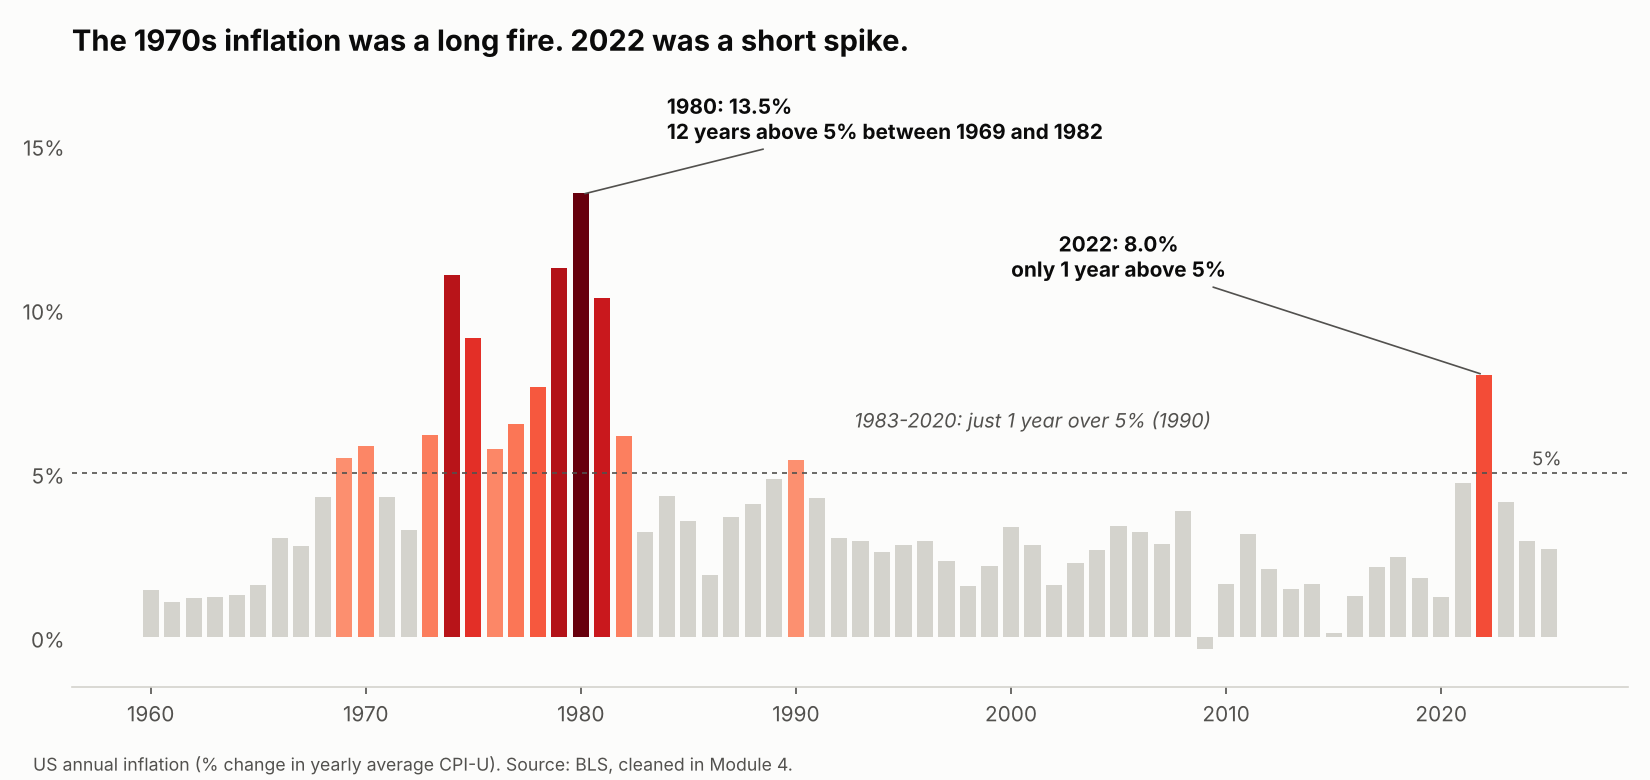 The 1970s inflation was a long fire. 2022 was a short spike.
1980: 13.5%
12 years above 5% between 1969 and 1982
15%
2022: 8.0%
only 1 year above 5%
10%
1983-2020: just 1 year over 5% (1990)
5%
5%
0%
1960 1970 1980 1990 2000 2010 2020
US annual inflation (% change in yearly average CPI-U). Source: BLS, cleaned in Module 4.